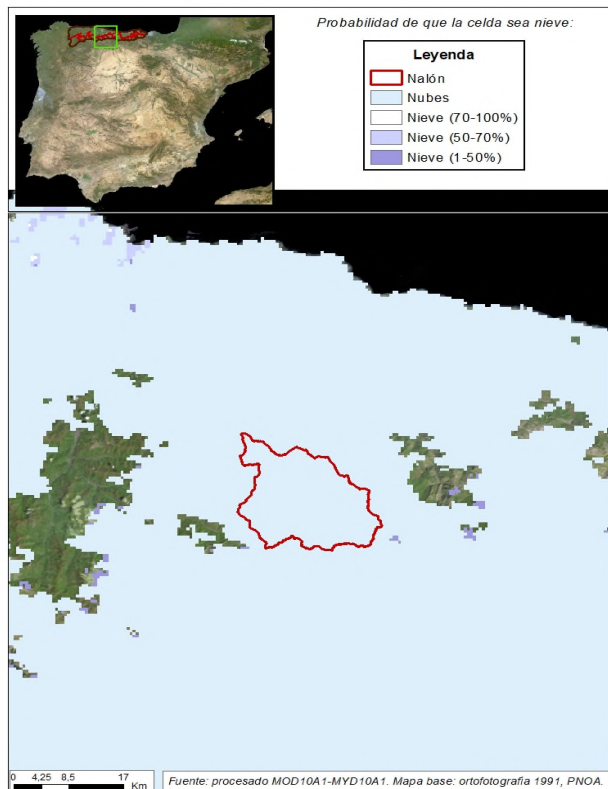 Probabilidad de que la celda sea nieve:
Leyenda
Nalón
Nubes
Nieve (70-100%)
Nieve (50-70%)
Nieve (1-50%)
0 4,25 8,5 17
Km
Fuente: procesado MOD10A1-MYD10A1. Mapa base: ortofotografía 1991, PNOA.